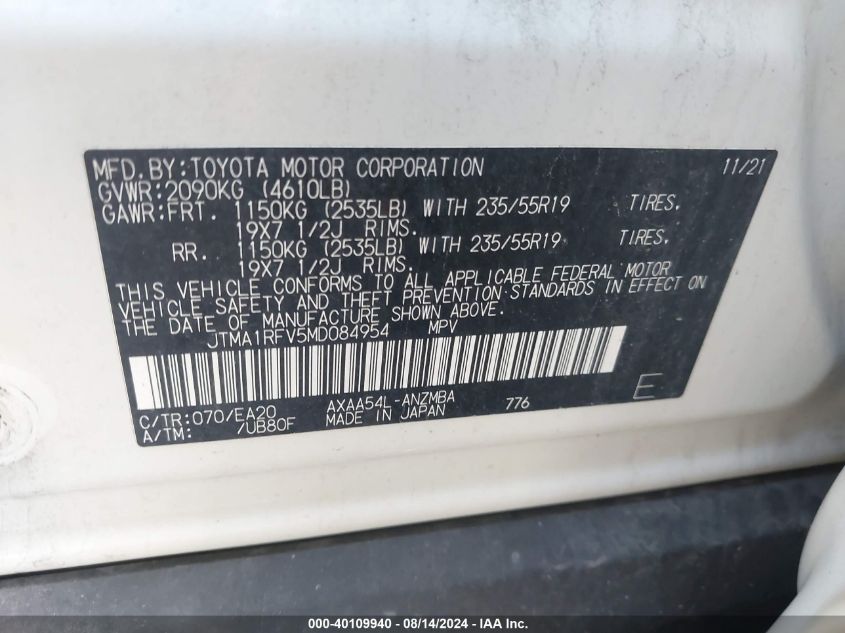 MFD.BY:TOYOTA MOTOR CORPORATION 11/21
GVWR:2090KG (4610LB)
GAWR:FRT. 1150KG (2535LB) WITH 235/55R19 TIRES.
19X7 1/2J RIMS.
RR. 1150KG (2535LB) WITH 235/55R19 TIRES.
19X7 1/2J RIMS.
THIS VEHICLE CONFORMS TO ALL APPLICABLE FEDERAL MOTOR
VEHICLE SAFETY AND THEFT PREVENTION STANDARDS IN EFFECT ON
THE DATE OF MANUFACTURE SHOWN ABOVE.
JTMA1RFV5MD084954 MPV
C/TR:070/EA20 AXAA54L-ANZMBA 776 E
A/TM: /UB80F MADE IN JAPAN
000-40109940 - 08/14/2024 - IAA Inc.